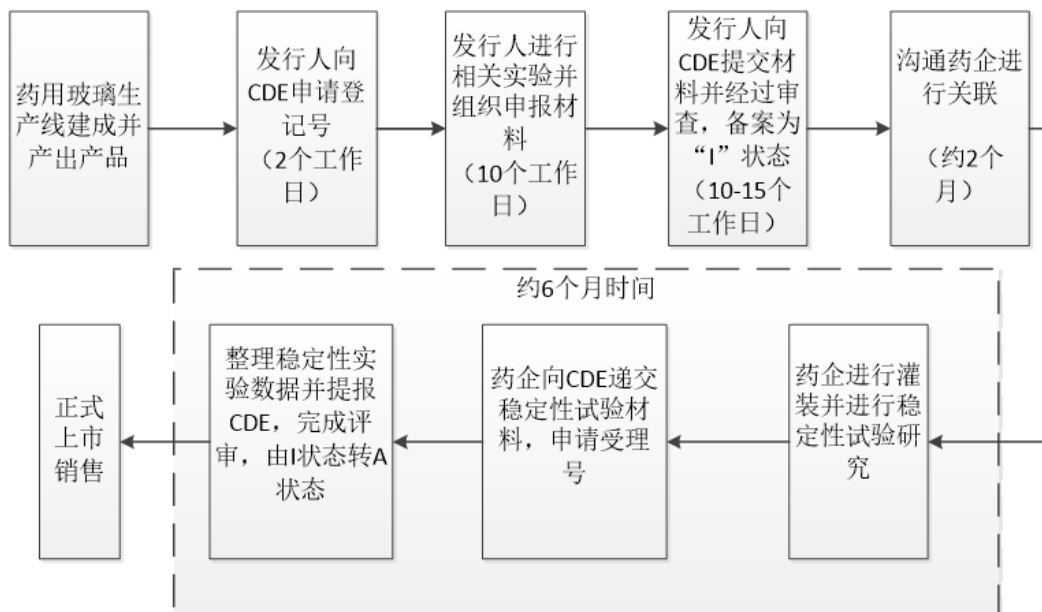 药用玻璃生
产线建成并
产出产品
发行人向
CDE申请登
记号
（2个工作
日）
发行人进行
相关实验并
组织申报材
料
（10个工作
日）
发行人向
CDE提交材
料并经过审
查，备案为
“I”状态
（10-15个
工作日）
沟通药企进
行关联
（约2个
月）
约6个月时间
药企进行灌
装并进行稳
定性试验研
究
药企向CDE递交
稳定性试验材
料，申请受理
号
整理稳定性实
验数据并提报
CDE，完成评
审，由I状态转A
状态
正式
上市
销售